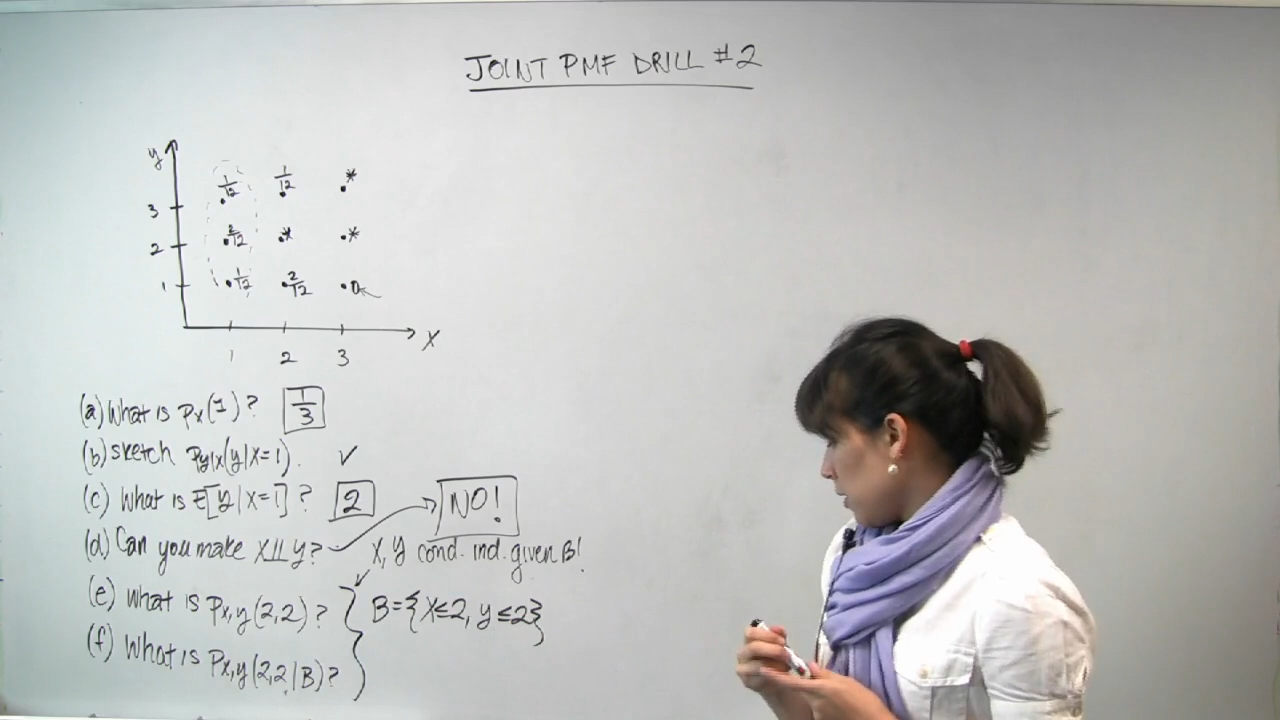 JOINT PMF DRILL #2
y
1/12 1/12 *
3
2/12 * *
2
1 1/12 2/12 0
1 2 3 x
(a) What is Px(1)? 1/3
(b) sketch Py|x(y|x=1). ✓
(c) What is E[Y|X=1]? 2 NO!
(d) Can you make X⊥⊥Y? X, Y cond. ind. given B!
(e) What is Px,y(2,2)? ✓ B={X≤2, Y≤2}
(f) What is Px,y(2,2|B)?